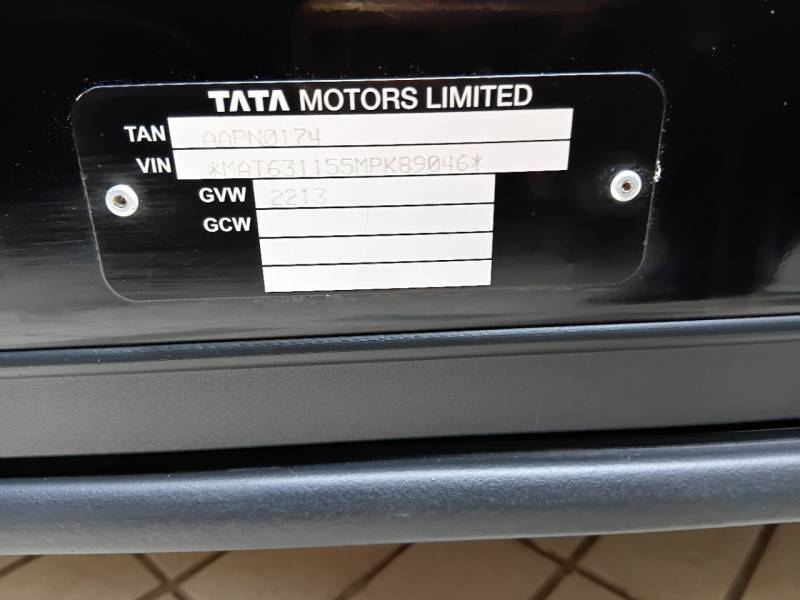 TATA MOTORS LIMITED
TAN AAPN0174
VIN *MAT631155MPK89046*
GVW 2213
GCW